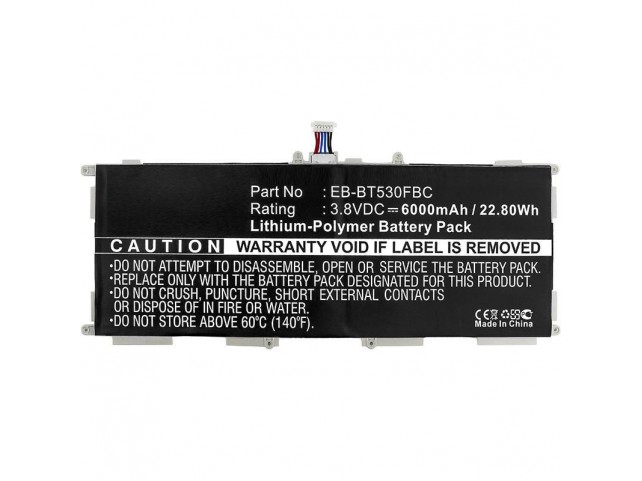 Part No : EB-BT530FBC
Rating : 3.8VDC⎓ 6000mAh / 22.80Wh
Lithium-Polymer Battery Pack
CAUTION WARRANTY VOID IF LABEL IS REMOVED
•DO NOT ATTEMPT TO DISASSEMBLE, OPEN OR SERVICE THE BATTERY PACK.
•REPLACE ONLY WITH THE BATTERY PACK DESIGNATED FOR YOUR PRODUCT.
•DO NOT CRUSH, PUNCTURE, SHORT EXTERNAL CONTACTS
OR DISPOSE OF IN FIRE OR WATER.
•DO NOT STORE ABOVE 60°C (140°F)
CE
Made In China